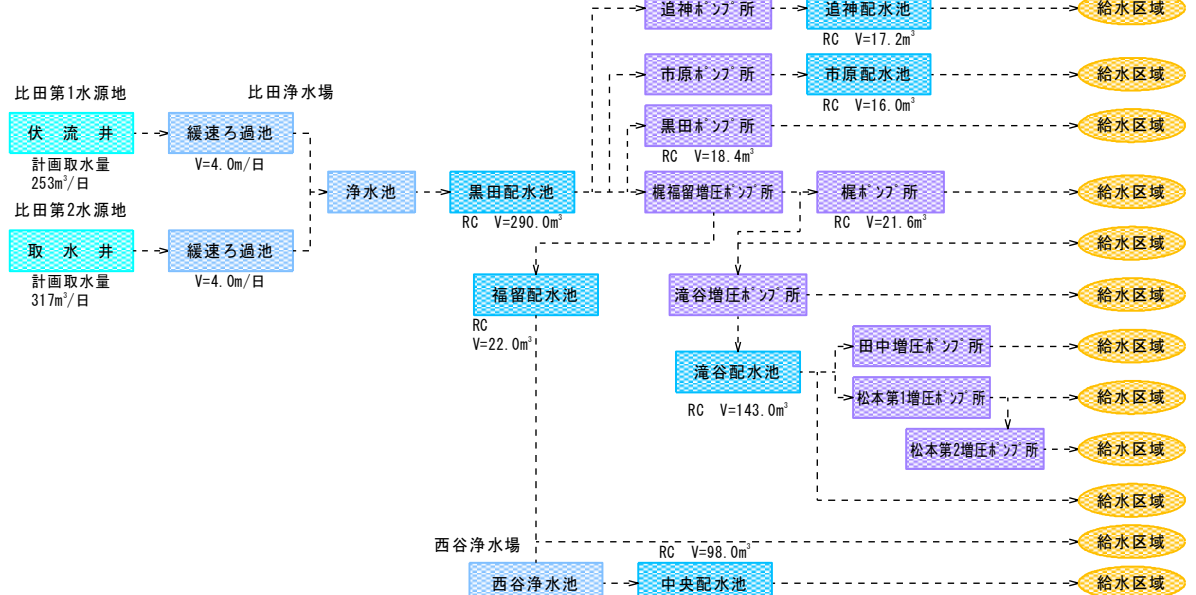 追神ﾎﾟﾝﾌﾟ所
追神配水池
給水区域
RC V=17.2m³
市原ﾎﾟﾝﾌﾟ所
市原配水池
給水区域
RC V=16.0m³
比田第1水源地
比田浄水場
伏流井
緩速ろ過池
黒田ﾎﾟﾝﾌﾟ所
給水区域
計画取水量
253m³/日
V=4.0m/日
RC V=18.4m³
浄水池
黒田配水池
梶福留増圧ﾎﾟﾝﾌﾟ所
梶ﾎﾟﾝﾌﾟ所
給水区域
RC V=290.0m³
RC V=21.6m³
比田第2水源地
取水井
緩速ろ過池
給水区域
計画取水量
317m³/日
V=4.0m/日
福留配水池
滝谷増圧ﾎﾟﾝﾌﾟ所
給水区域
RC
V=22.0m³
田中増圧ﾎﾟﾝﾌﾟ所
給水区域
滝谷配水池
RC V=143.0m³
松本第1増圧ﾎﾟﾝﾌﾟ所
給水区域
松本第2増圧ﾎﾟﾝﾌﾟ所
給水区域
給水区域
西谷浄水場
給水区域
RC V=98.0m³
西谷浄水池
中央配水池
給水区域